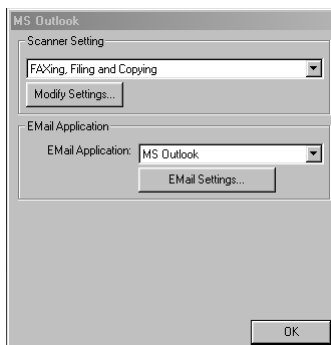 MS Outlook
Scanner Setting
FAXing, Filing and Copying
Modify Settings...
EMail Application
EMail Application: MS Outlook
EMail Settings...
OK